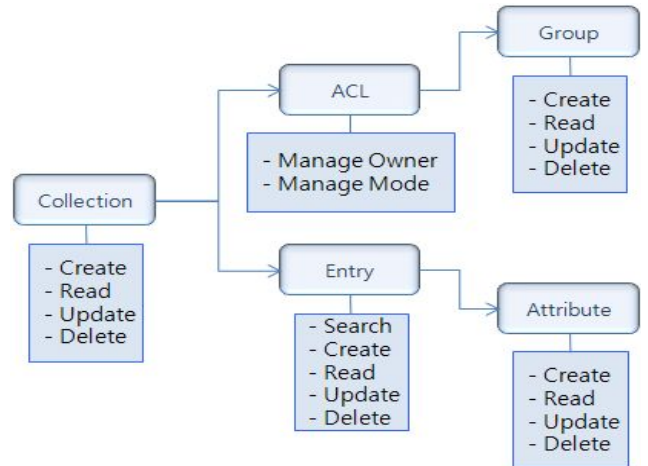 Group
- Create
- Read
- Update
- Delete
ACL
- Manage Owner
- Manage Mode
Collection
- Create
- Read
- Update
- Delete
Entry
- Search
- Create
- Read
- Update
- Delete
Attribute
- Create
- Read
- Update
- Delete